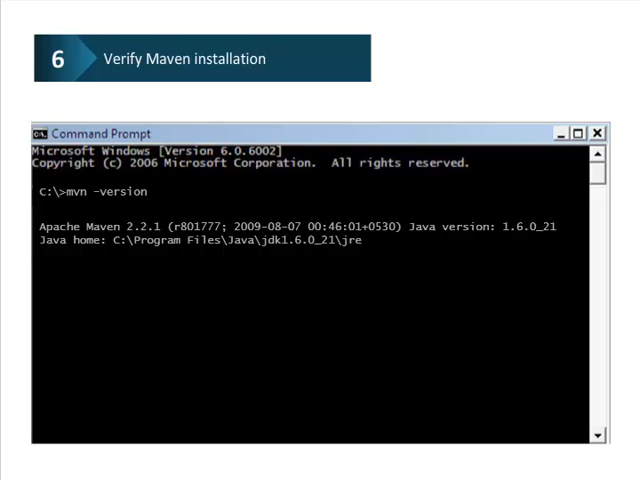 6
Verify Maven installation
C:\. Command Prompt
Microsoft Windows [Version 6.0.6002]
Copyright (c) 2006 Microsoft Corporation. All rights reserved.
C:\>mvn -version
Apache Maven 2.2.1 (r801777; 2009-08-07 00:46:01+0530) Java version: 1.6.0_21
Java home: C:\Program Files\Java\jdk1.6.0_21\jre